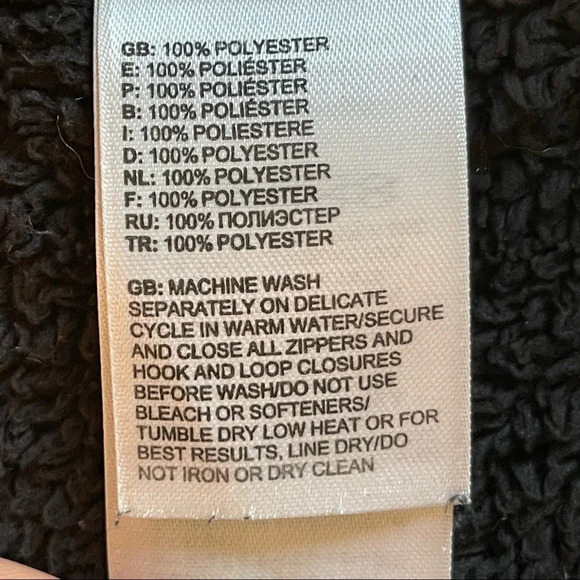 GB: 100% POLYESTER
E: 100% POLIÉSTER
P: 100% POLIÉSTER
B: 100% POLIÉSTER
I: 100% POLIESTERE
D: 100% POLYESTER
NL: 100% POLYESTER
F: 100% POLYESTER
RU: 100% ПОЛИЭСТЕР
TR: 100% POLYESTER
GB: MACHINE WASH
SEPARATELY ON DELICATE
CYCLE IN WARM WATER/SECURE
AND CLOSE ALL ZIPPERS AND
HOOK AND LOOP CLOSURES
BEFORE WASH/DO NOT USE
BLEACH OR SOFTENERS/
TUMBLE DRY LOW HEAT OR FOR
BEST RESULTS, LINE DRY/DO
NOT IRON OR DRY CLEAN